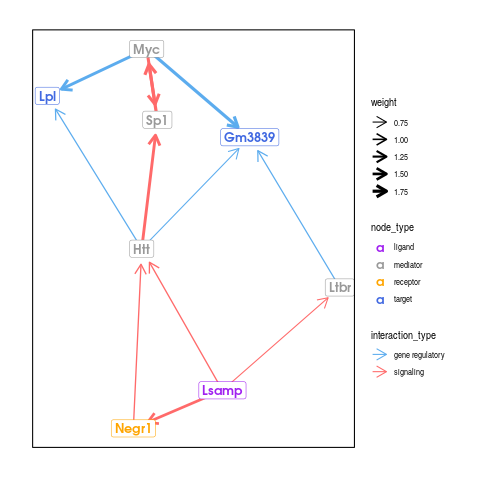 Myc
Lpl
Sp1
Gm3839
Htt
Ltbr
Lsamp
Negr1
weight
0.75
1.00
1.25
1.50
1.75
node_type
a ligand
a mediator
a receptor
a target
interaction_type
gene regulatory
signaling